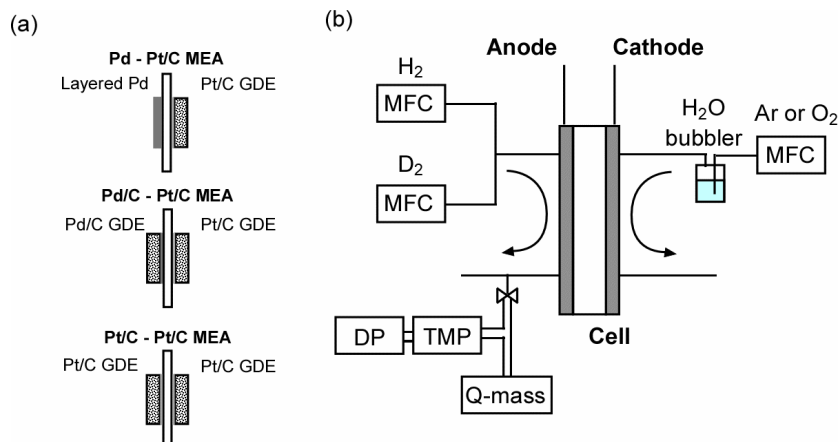 (a)
Pd - Pt/C MEA
Layered Pd Pt/C GDE
Pd/C - Pt/C MEA
Pd/C GDE Pt/C GDE
Pt/C - Pt/C MEA
Pt/C GDE Pt/C GDE
(b)
Anode Cathode
H₂
MFC
D₂
MFC
H₂O
bubbler
Ar or O₂
MFC
Cell
DP TMP
Q-mass